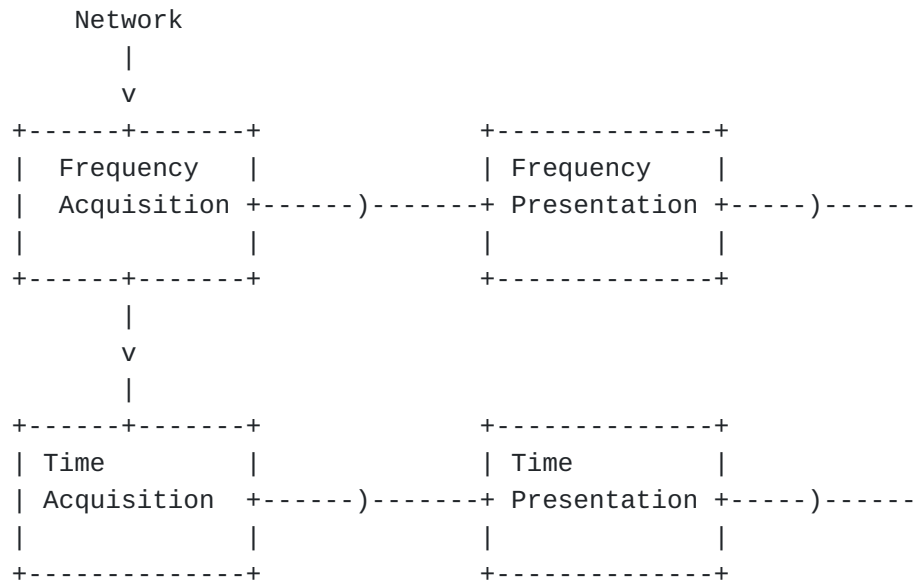 Network
|
v
+------+-------+ +--------------+
| Frequency | | Frequency |
| Acquisition +------)-------+ Presentation +-----)------
| | | |
+------+-------+ +--------------+
|
v
|
+------+-------+ +--------------+
| Time | | Time |
| Acquisition +------)-------+ Presentation +-----)------
| | | |
+--------------+ +--------------+